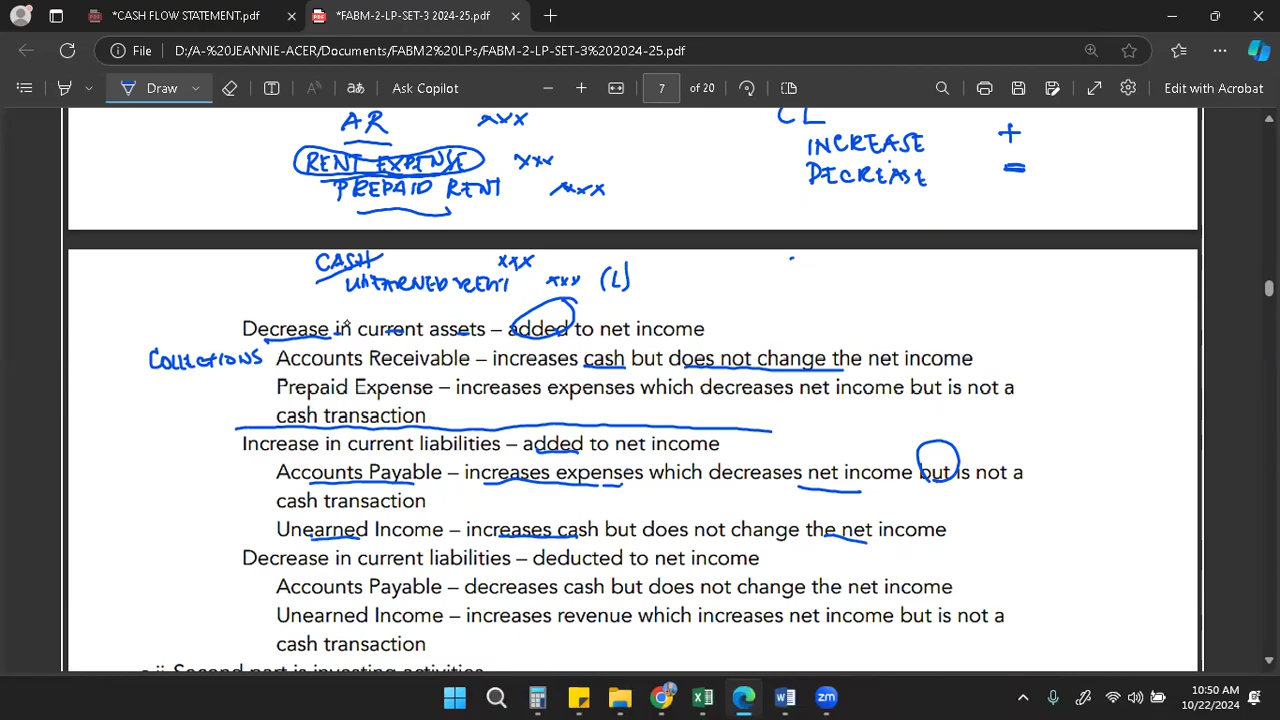 *CASH FLOW STATEMENT.pdf
*FABM-2-LP-SET-3 2024-25.pdf
File D:/A-%20JEANNIE-ACER/Documents/FABM2%20LPs/FABM-2-LP-SET-3%202024-25.pdf
Draw Ask Copilot 7 of 20 Edit with Acrobat
AR xxx
CL
INCREASE +
RENT EXPENSE xxx
DECREASE =
PREPAID RENT xxx
CASH xxx
UNEARNED RENT xxx (L)
Decrease in current assets – added to net income
COLLECTIONS Accounts Receivable – increases cash but does not change the net income
Prepaid Expense – increases expenses which decreases net income but is not a
cash transaction
Increase in current liabilities – added to net income
Accounts Payable – increases expenses which decreases net income but is not a
cash transaction
Unearned Income – increases cash but does not change the net income
Decrease in current liabilities – deducted to net income
Accounts Payable – decreases cash but does not change the net income
Unearned Income – increases revenue which increases net income but is not a
cash transaction
Second part is investing activities
10:50 AM
10/22/2024